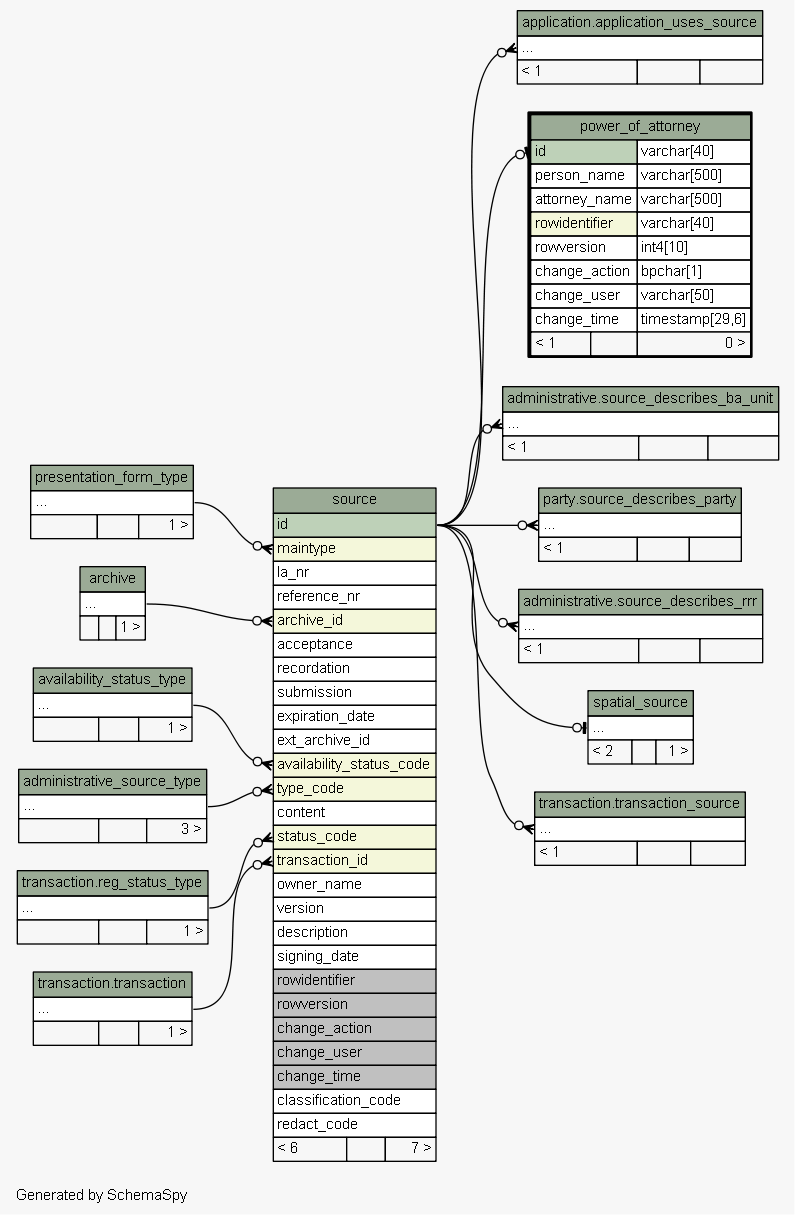 application.application_uses_source
...
< 1
power_of_attorney
id varchar[40]
person_name varchar[500]
attorney_name varchar[500]
rowidentifier varchar[40]
rowversion int4[10]
change_action bpchar[1]
change_user varchar[50]
change_time timestamp[29,6]
< 1 0 >
administrative.source_describes_ba_unit
...
< 1
party.source_describes_party
...
< 1
administrative.source_describes_rrr
...
< 1
spatial_source
...
< 2 1 >
transaction.transaction_source
...
< 1
presentation_form_type
...
1 >
archive
...
1 >
availability_status_type
...
1 >
administrative_source_type
...
3 >
transaction.reg_status_type
...
1 >
transaction.transaction
...
1 >
source
id
maintype
la_nr
reference_nr
archive_id
acceptance
recordation
submission
expiration_date
ext_archive_id
availability_status_code
type_code
content
status_code
transaction_id
owner_name
version
description
signing_date
rowidentifier
rowversion
change_action
change_user
change_time
classification_code
redact_code
< 6 7 >
Generated by SchemaSpy